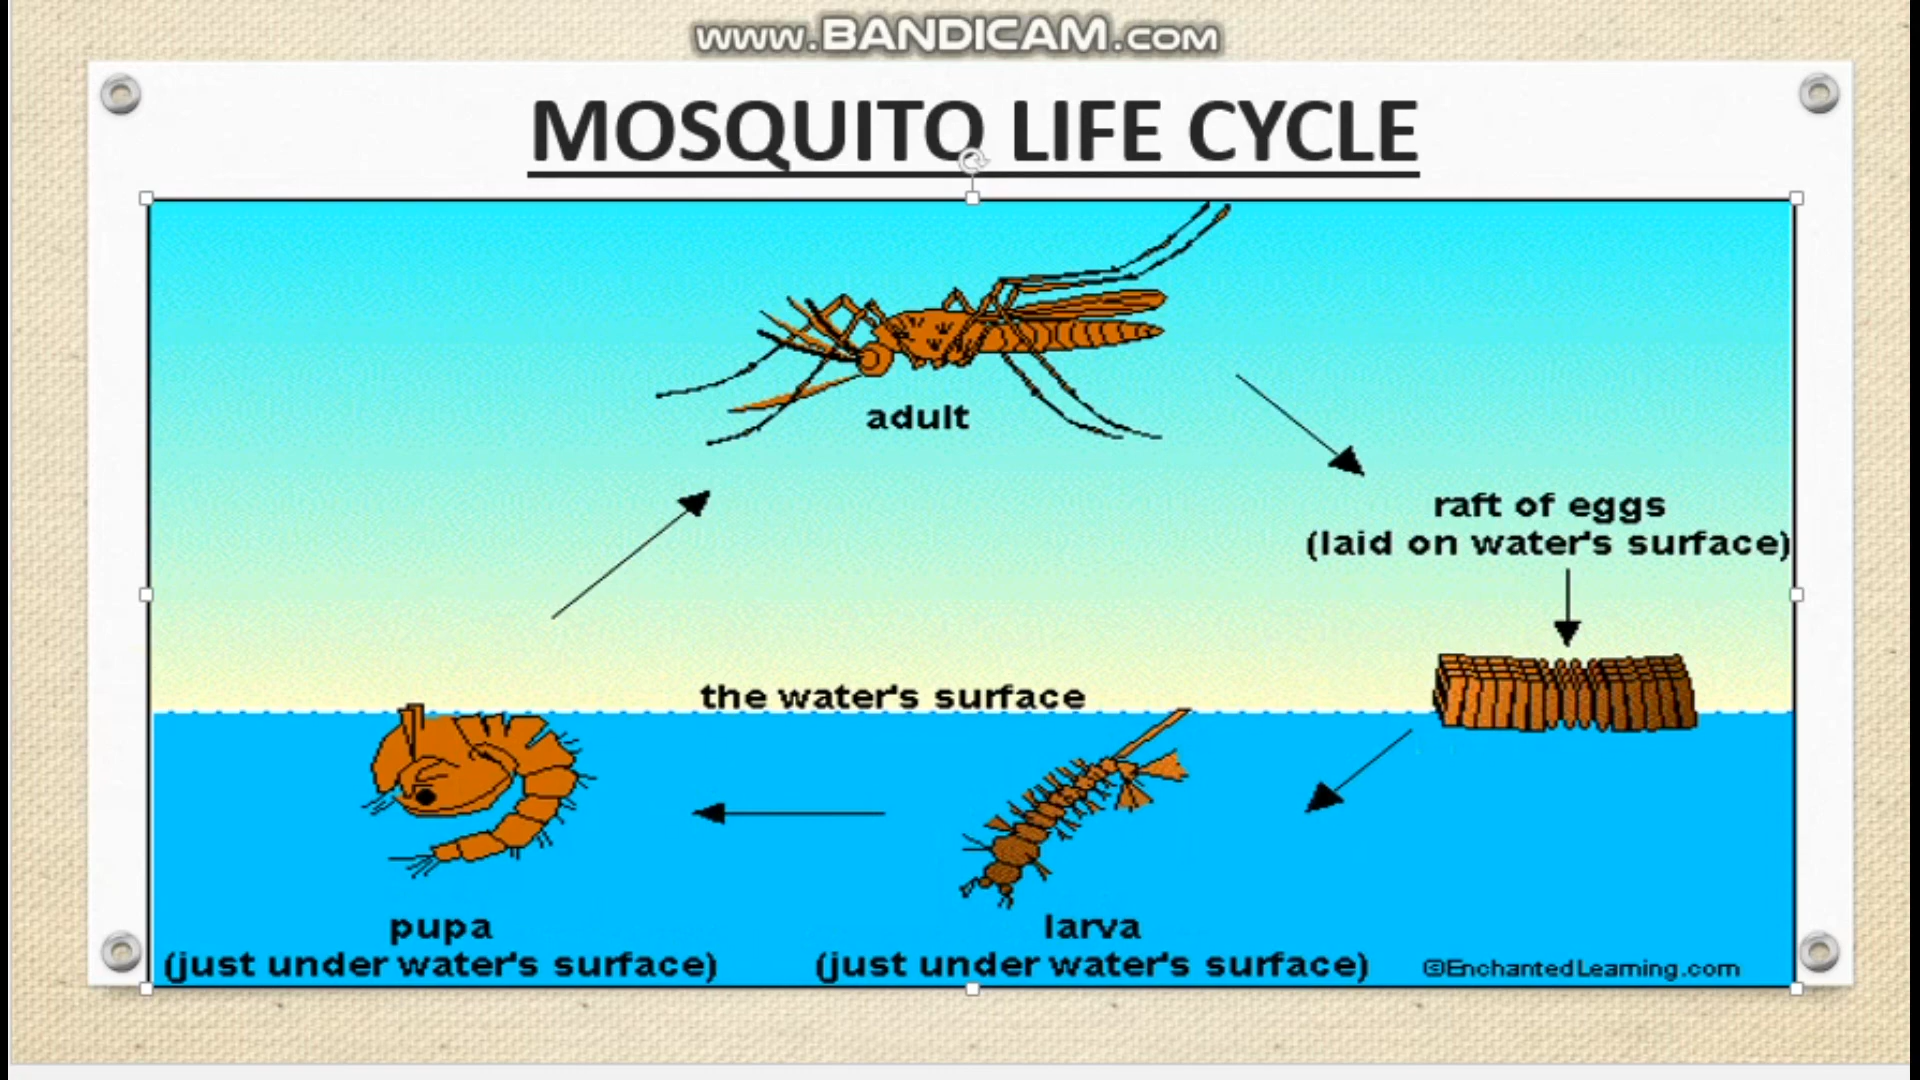 www.BANDICAM.com
MOSQUITO LIFE CYCLE
adult
raft of eggs
(laid on water's surface)
the water's surface
pupa
(just under water's surface)
larva
(just under water's surface)
©EnchantedLearning.com